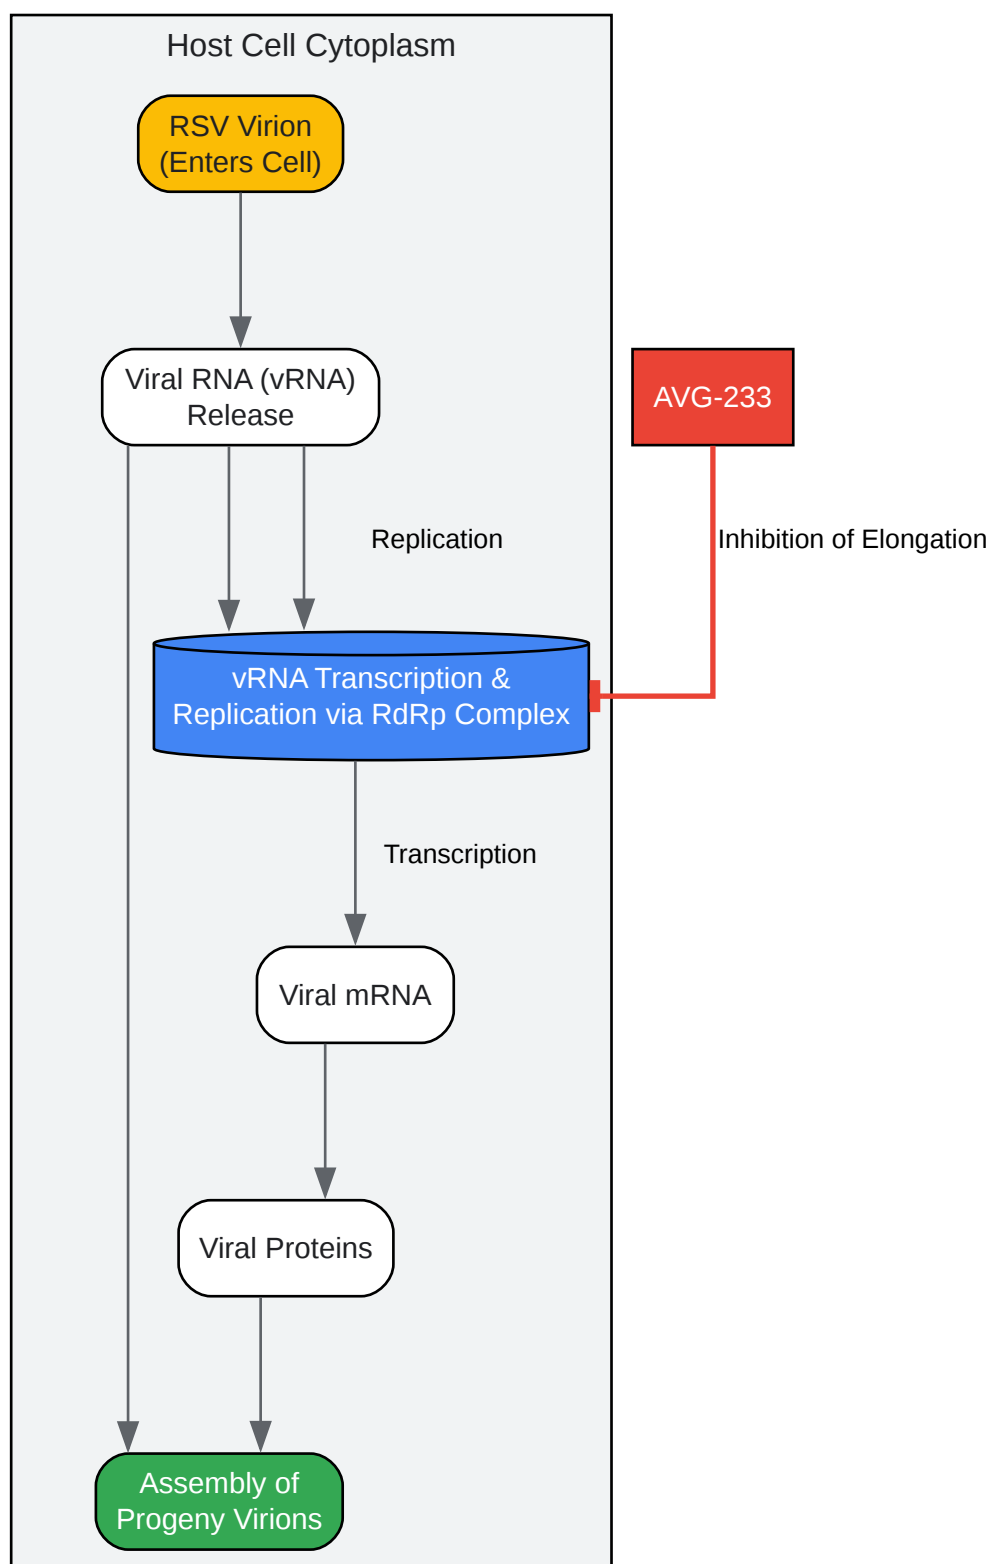 Host Cell Cytoplasm
RSV Virion
(Enters Cell)
Viral RNA (vRNA)
Release
AVG-233
Replication
Inhibition of Elongation
vRNA Transcription &
Replication via RdRp Complex
Transcription
Viral mRNA
Viral Proteins
Assembly of
Progeny Virions